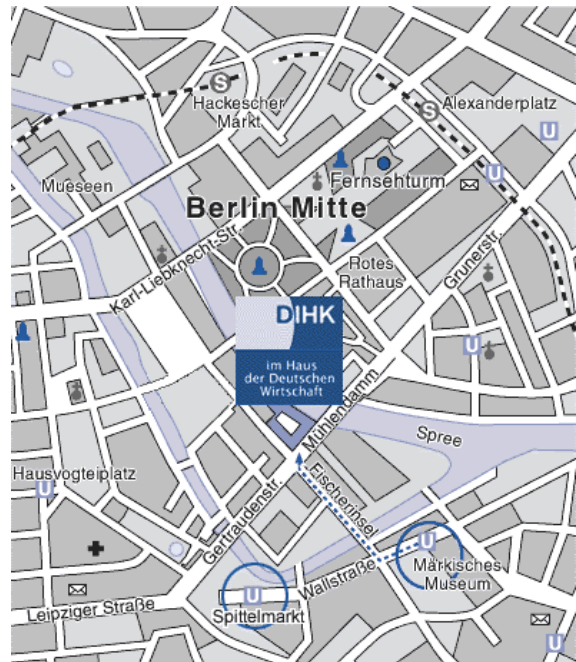 S
Hackescher
Markt
S
Alexanderplatz
U
U
Mueseen
Fernsehturm
Berlin Mitte
Karl-Liebknecht-Str.
Rotes
Rathaus
Grunerstr.
DIHK
im Haus
der Deutschen
Wirtschaft
U
Mühlendamm
Spree
Hausvogteiplatz
U
Gertraudenstr.
Fischerinsel
U
Märkisches
Museum
Wallstraße
U
Spittelmarkt
Leipziger Straße
U